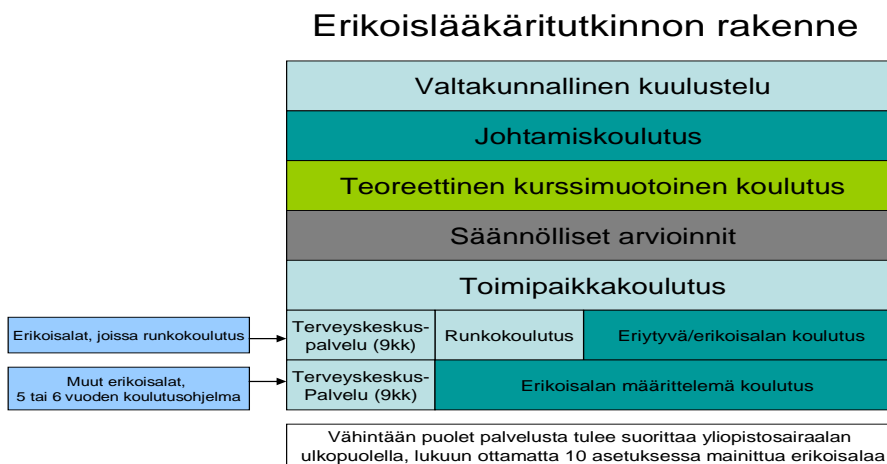 Erikoislääkäritutkinnon rakenne
Valtakunnallinen kuulustelu
Johtamiskoulutus
Teoreettinen kurssimuotoinen koulutus
Säännölliset arvioinnit
Toimipaikkakoulutus
Erikoisalat, joissa runkokoulutus
Terveyskeskus-
palvelu (9kk)
Runkokoulutus
Eriytyvä/erikoisalan koulutus
Muut erikoisalat,
5 tai 6 vuoden koulutusohjelma
Terveyskeskus-
Palvelu (9kk)
Erikoisalan määrittelemä koulutus
Vähintään puolet palvelusta tulee suorittaa yliopistosairaalan
ulkopuolella, lukuun ottamatta 10 asetuksessa mainittua erikoisalaa